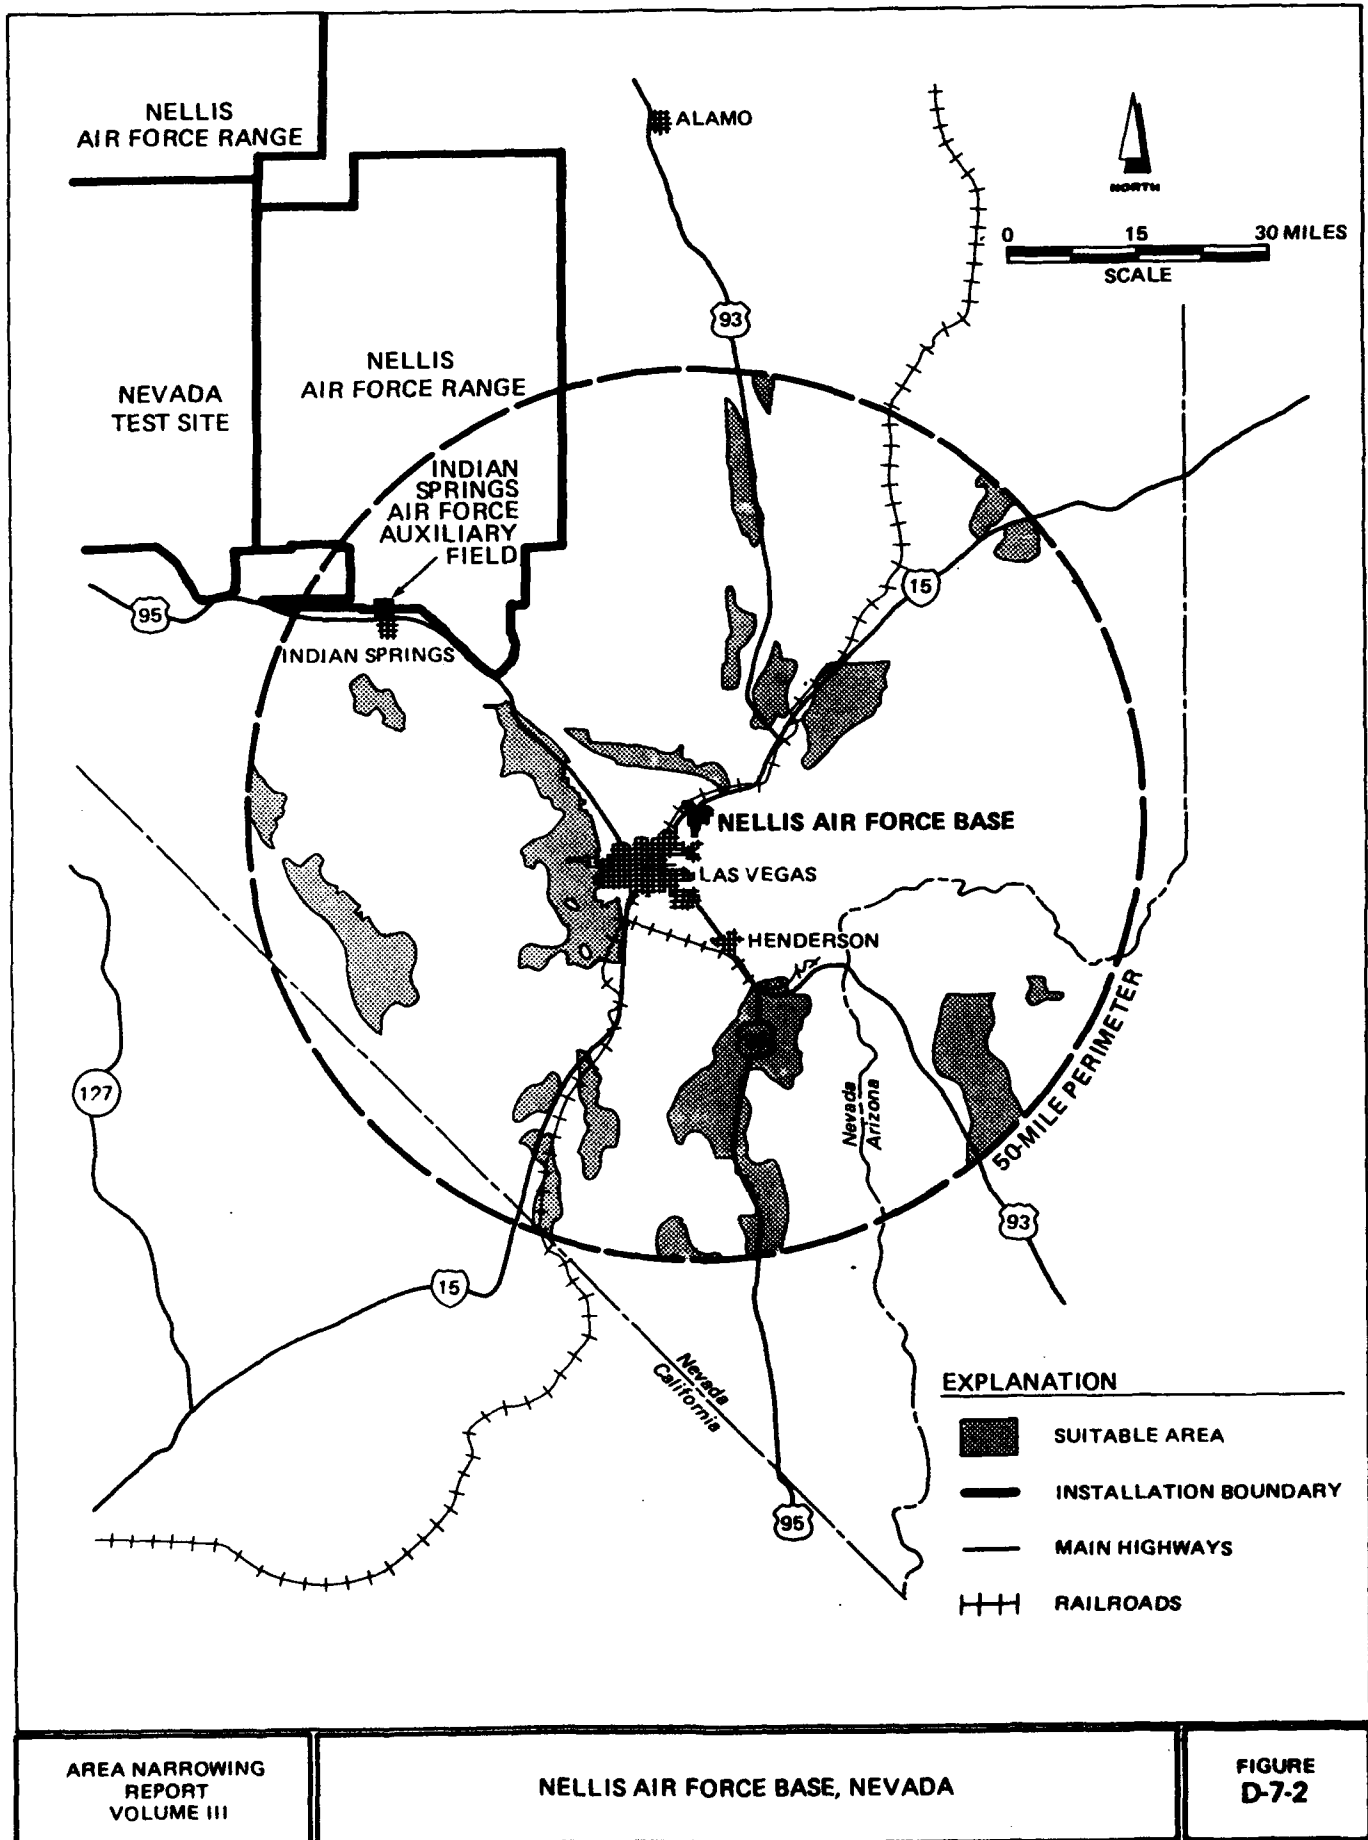 NELLIS
AIR FORCE RANGE
ALAMO
NORTH
0 15 30 MILES
SCALE
93
NELLIS
AIR FORCE RANGE
NEVADA
TEST SITE
INDIAN
SPRINGS
AIR FORCE
AUXILIARY
FIELD
15
95
INDIAN SPRINGS
NELLIS AIR FORCE BASE
LAS VEGAS
HENDERSON
127
50-MILE PERIMETER
Nevada
Arizona
93
15
Nevada
California
95
EXPLANATION
SUITABLE AREA
INSTALLATION BOUNDARY
MAIN HIGHWAYS
RAILROADS
AREA NARROWING
REPORT
VOLUME III
NELLIS AIR FORCE BASE, NEVADA
FIGURE
D-7-2